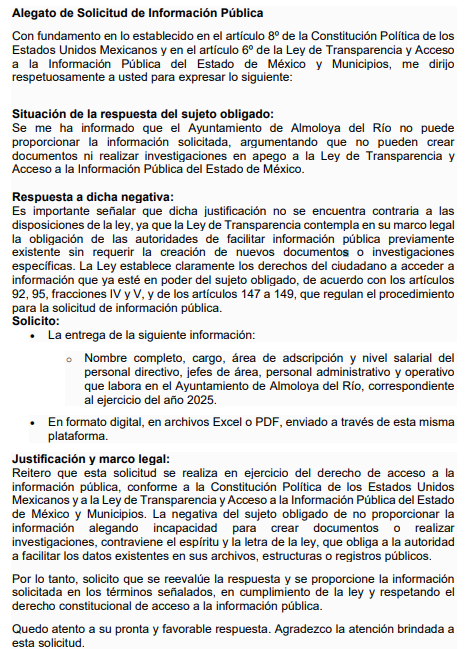 Alegato de Solicitud de Información Pública
Con fundamento en lo establecido en el artículo 8º de la Constitución Política de los
Estados Unidos Mexicanos y en el artículo 6º de la Ley de Transparencia y Acceso
a la Información Pública del Estado de México y Municipios, me dirijo
respetuosamente a usted para expresar lo siguiente:
Situación de la respuesta del sujeto obligado:
Se me ha informado que el Ayuntamiento de Almoloya del Río no puede
proporcionar la información solicitada, argumentando que no pueden crear
documentos ni realizar investigaciones en apego a la Ley de Transparencia y
Acceso a la Información Pública del Estado de México.
Respuesta a dicha negativa:
Es importante señalar que dicha justificación no se encuentra contraria a las
disposiciones de la ley, ya que la Ley de Transparencia contempla en su marco legal
la obligación de las autoridades de facilitar información pública previamente
existente sin requerir la creación de nuevos documentos o investigaciones
específicas. La Ley establece claramente los derechos del ciudadano a acceder a
información que ya esté en poder del sujeto obligado, de acuerdo con los artículos
92, 95, fracciones IV y V, y de los artículos 147 a 149, que regulan el procedimiento
para la solicitud de información pública.
Solicito:
• La entrega de la siguiente información:
o Nombre completo, cargo, área de adscripción y nivel salarial del
personal directivo, jefes de área, personal administrativo y operativo
que labora en el Ayuntamiento de Almoloya del Río, correspondiente
al ejercicio del año 2025.
• En formato digital, en archivos Excel o PDF, enviado a través de esta misma
plataforma.
Justificación y marco legal:
Reitero que esta solicitud se realiza en ejercicio del derecho de acceso a la
información pública, conforme a la Constitución Política de los Estados Unidos
Mexicanos y a la Ley de Transparencia y Acceso a la Información Pública del Estado
de México y Municipios. La negativa del sujeto obligado de no proporcionar la
información alegando incapacidad para crear documentos o realizar
investigaciones, contraviene el espíritu y la letra de la ley, que obliga a la autoridad
a facilitar los datos existentes en sus archivos, estructuras o registros públicos.
Por lo tanto, solicito que se reevalúe la respuesta y se proporcione la información
solicitada en los términos señalados, en cumplimiento de la ley y respetando el
derecho constitucional de acceso a la información pública.
Quedo atento a su pronta y favorable respuesta. Agradezco la atención brindada a
esta solicitud.